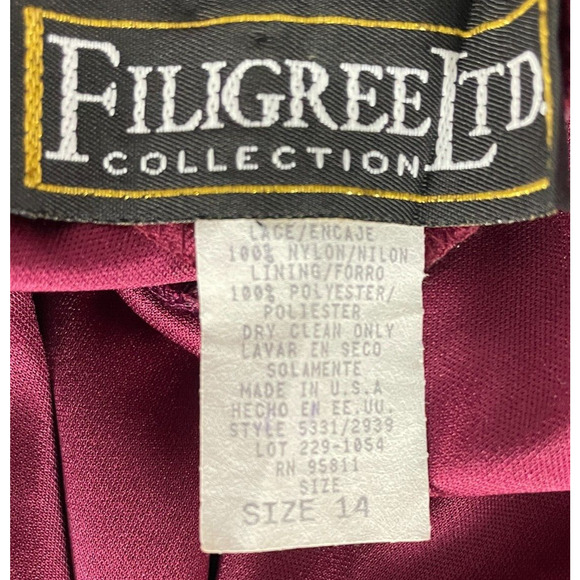 FILIGREE LTD.
COLLECTION
LACE/ENCAJE
100% NYLON/NILON
LINING/FORRO
100% POLYESTER/
POLIESTER
DRY CLEAN ONLY
LAVAR EN SECO
SOLAMENTE
MADE IN U.S.A
HECHO EN EE.UU.
STYLE 5331/2939
LOT 229-1054
RN 95811
SIZE
SIZE 14